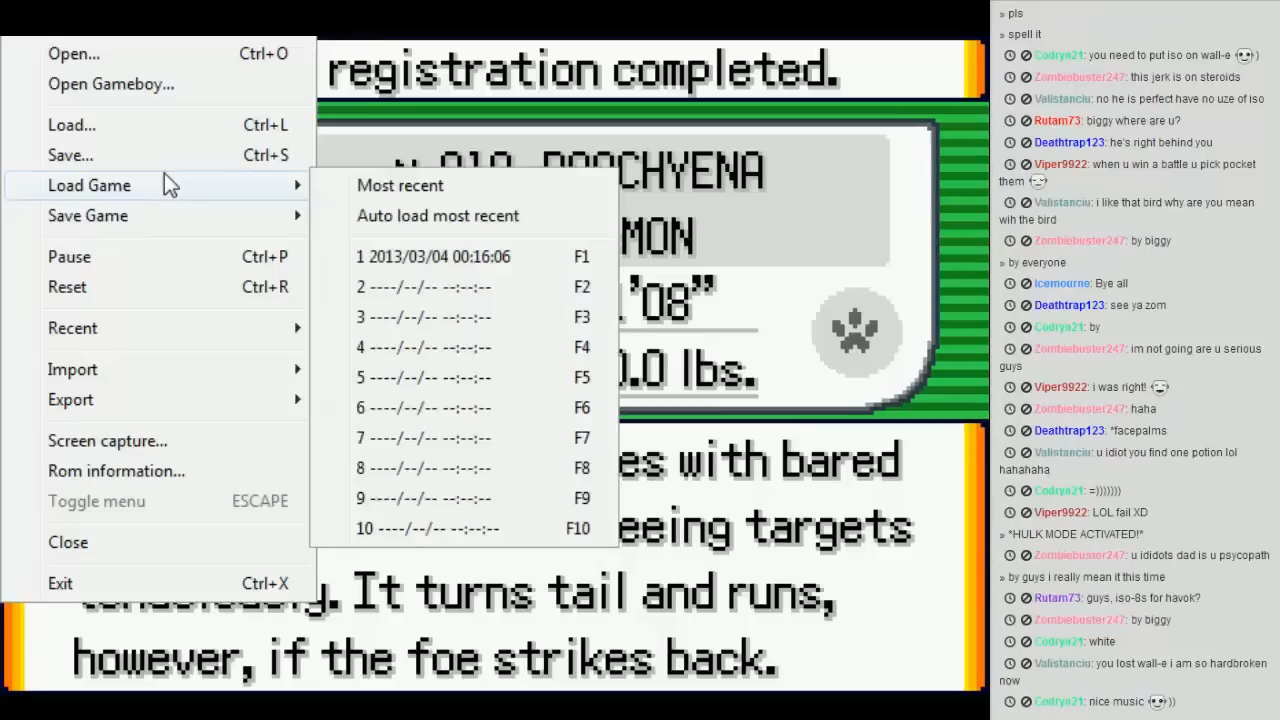 Open... Ctrl+O
Open Gameboy...
Load... Ctrl+L
Save... Ctrl+S
Load Game
Save Game
Pause Ctrl+P
Reset Ctrl+R
Recent
Import
Export
Screen capture...
Rom information...
Toggle menu ESCAPE
Close
Exit Ctrl+X
Most recent
Auto load most recent
1 2013/03/04 00:16:06 F1
2 ----/--/-- --:--:-- F2
3 ----/--/-- --:--:-- F3
4 ----/--/-- --:--:-- F4
5 ----/--/-- --:--:-- F5
6 ----/--/-- --:--:-- F6
7 ----/--/-- --:--:-- F7
8 ----/--/-- --:--:-- F8
9 ----/--/-- --:--:-- F9
10 ----/--/-- --:--:-- F10
registration completed.
CHYENA
MON
'08"
.0 lbs.
es with bared
eeing targets
It turns tail and runs,
however, if the foe strikes back.
» pls
» spell it
Codryn21: you need to put iso on wall-e )
Zombiebuster247: this jerk is on steroids
Valistanciu: no he is perfect have no uze of iso
Rutam73: biggy where are u?
Deathtrap123: he's right behind you
Viper9922: when u win a battle u pick pocket
them
Valistanciu: i like that bird why are you mean
wih the bird
Zombiebuster247: by biggy
» by everyone
Icemourne: Bye all
Deathtrap123: see ya zom
Codryn21: by
Zombiebuster247: im not going are u serious
guys
Viper9922: i was right!
Zombiebuster247: haha
Deathtrap123: *facepalms
Valistanciu: u idiot you find one potion lol
hahahaha
Codryn21: =)))))))
Viper9922: LOL fail XD
» *HULK MODE ACTIVATED!*
Zombiebuster247: u ididots dad is u psycopath
» by guys i really mean it this time
Rutam73: guys, iso-8s for havok?
Zombiebuster247: by biggy
Codryn21: white
Valistanciu: you lost wall-e i am so hardbroken
now
Codryn21: nice music ))